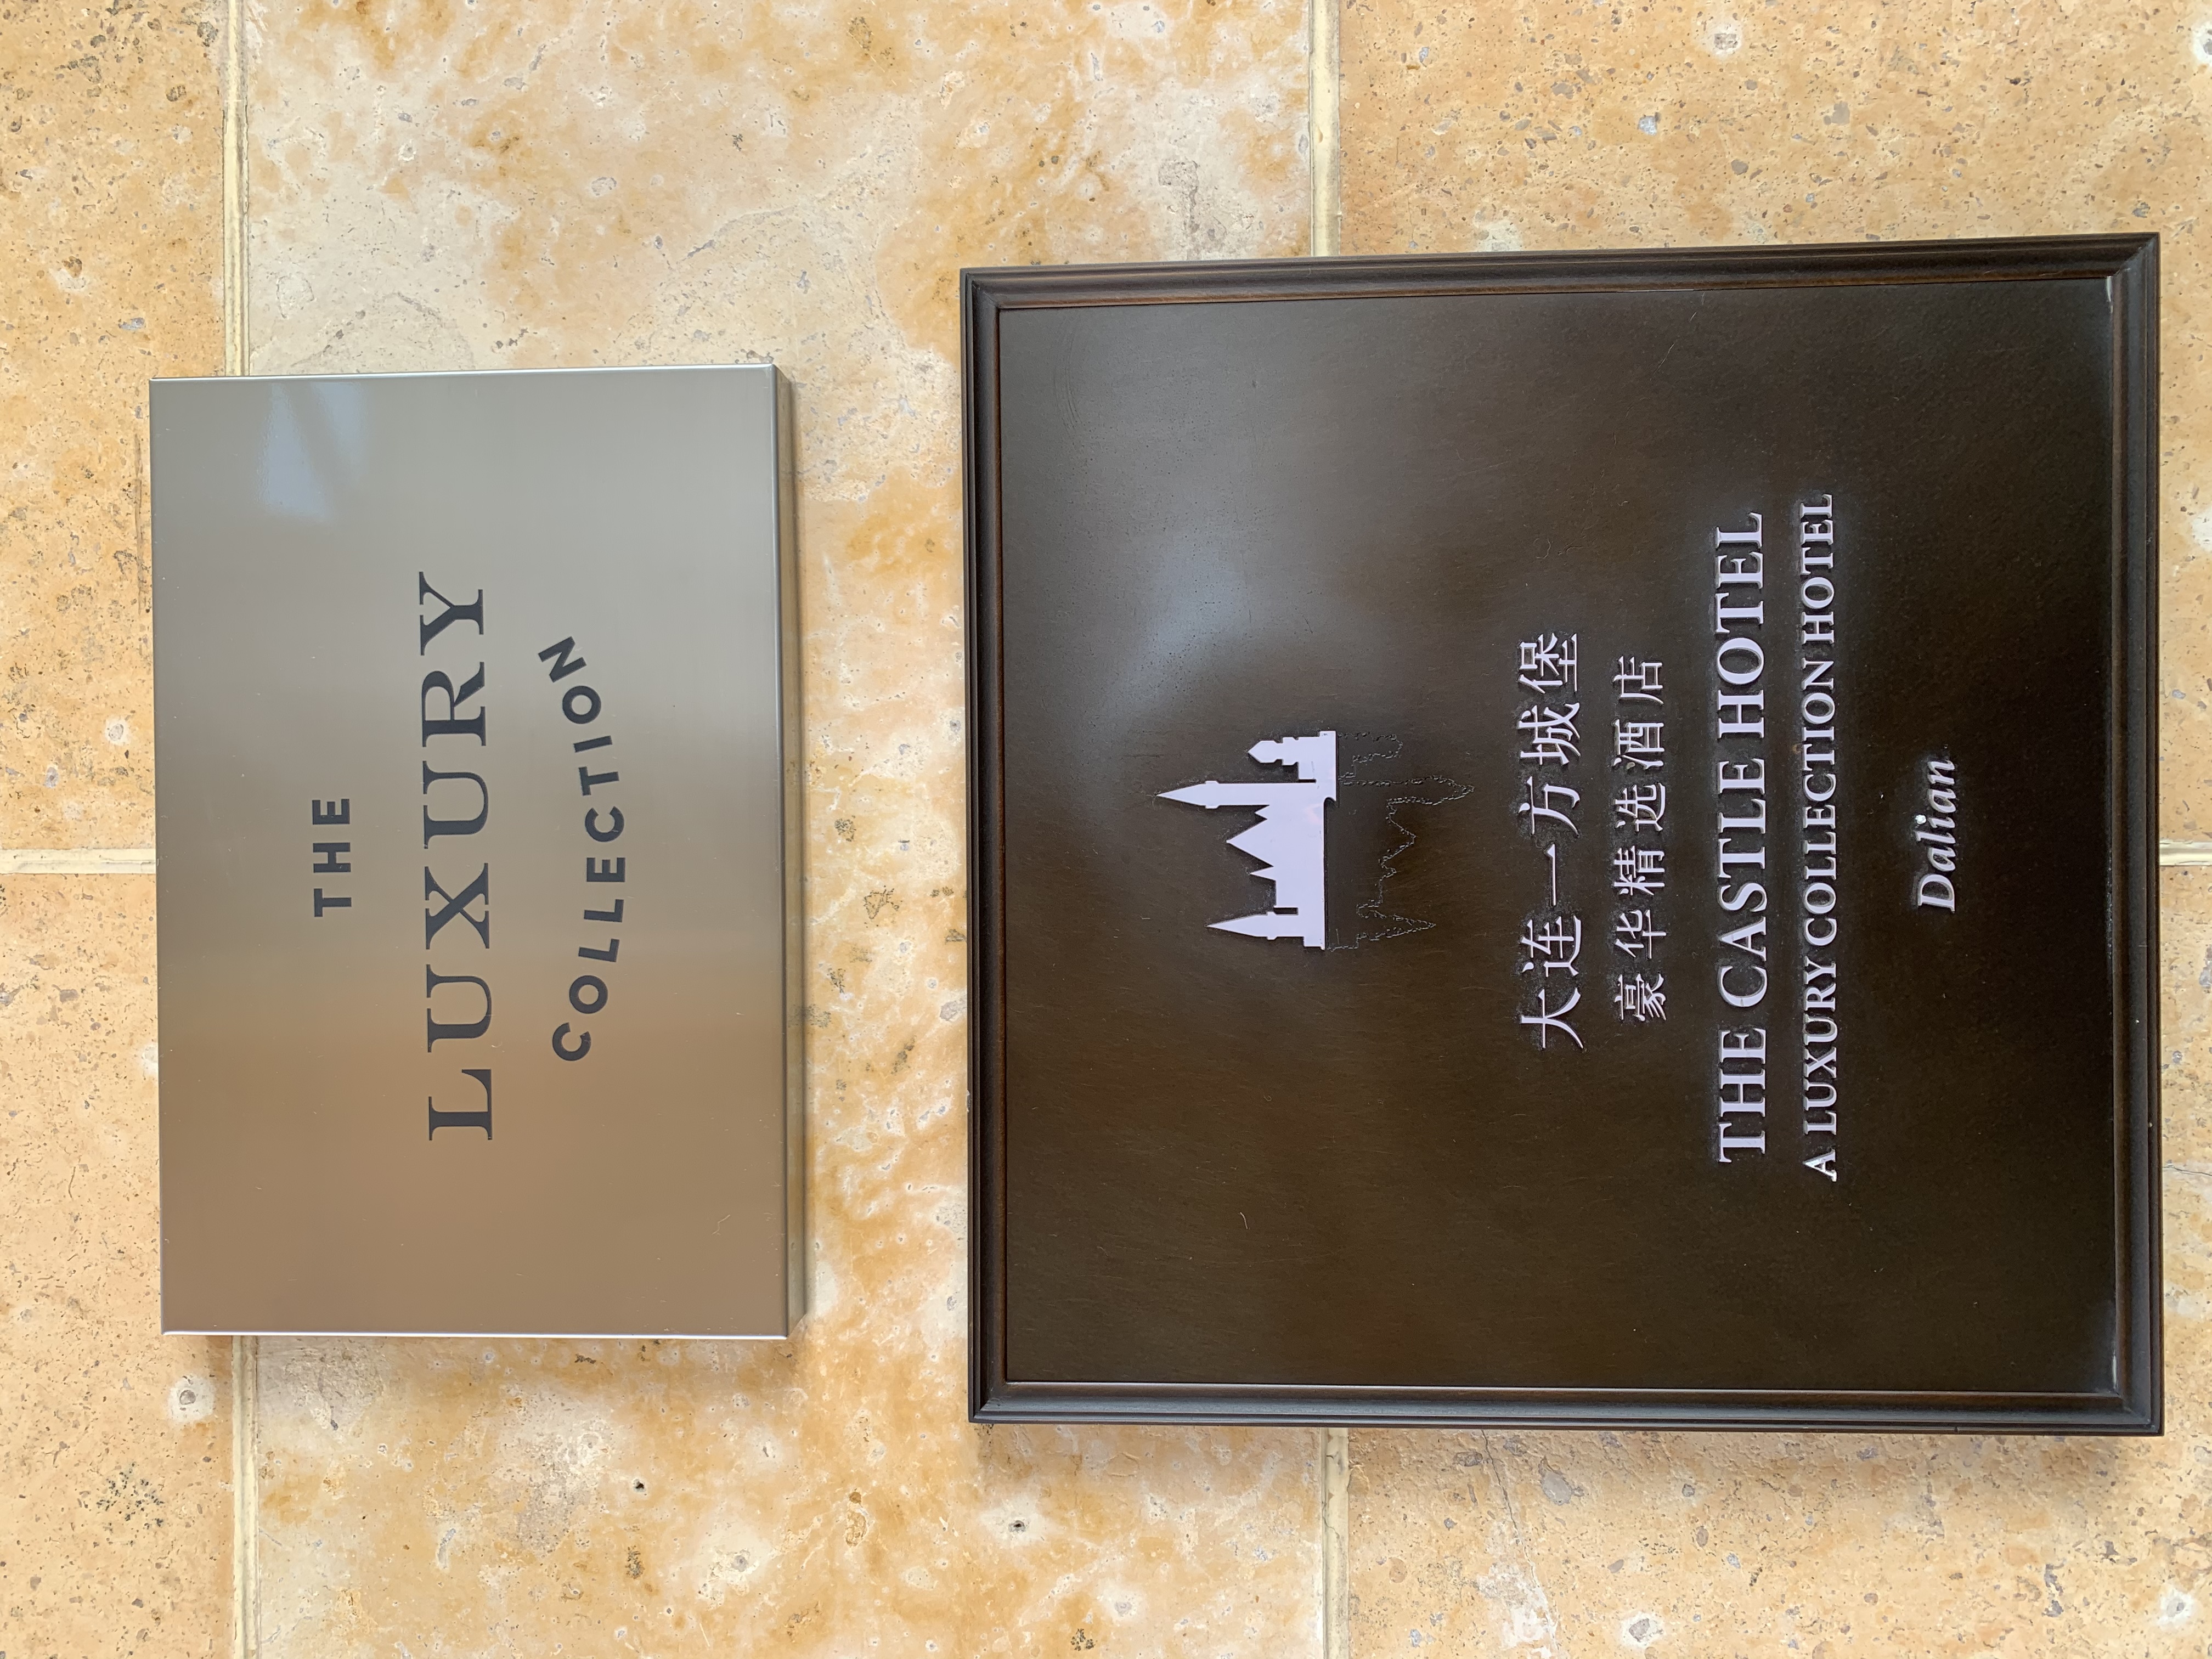 THE
LUXURY
COLLECTION
大连一方城堡
豪华精选酒店
THE CASTLE HOTEL
A LUXURY COLLECTION HOTEL
Dalian